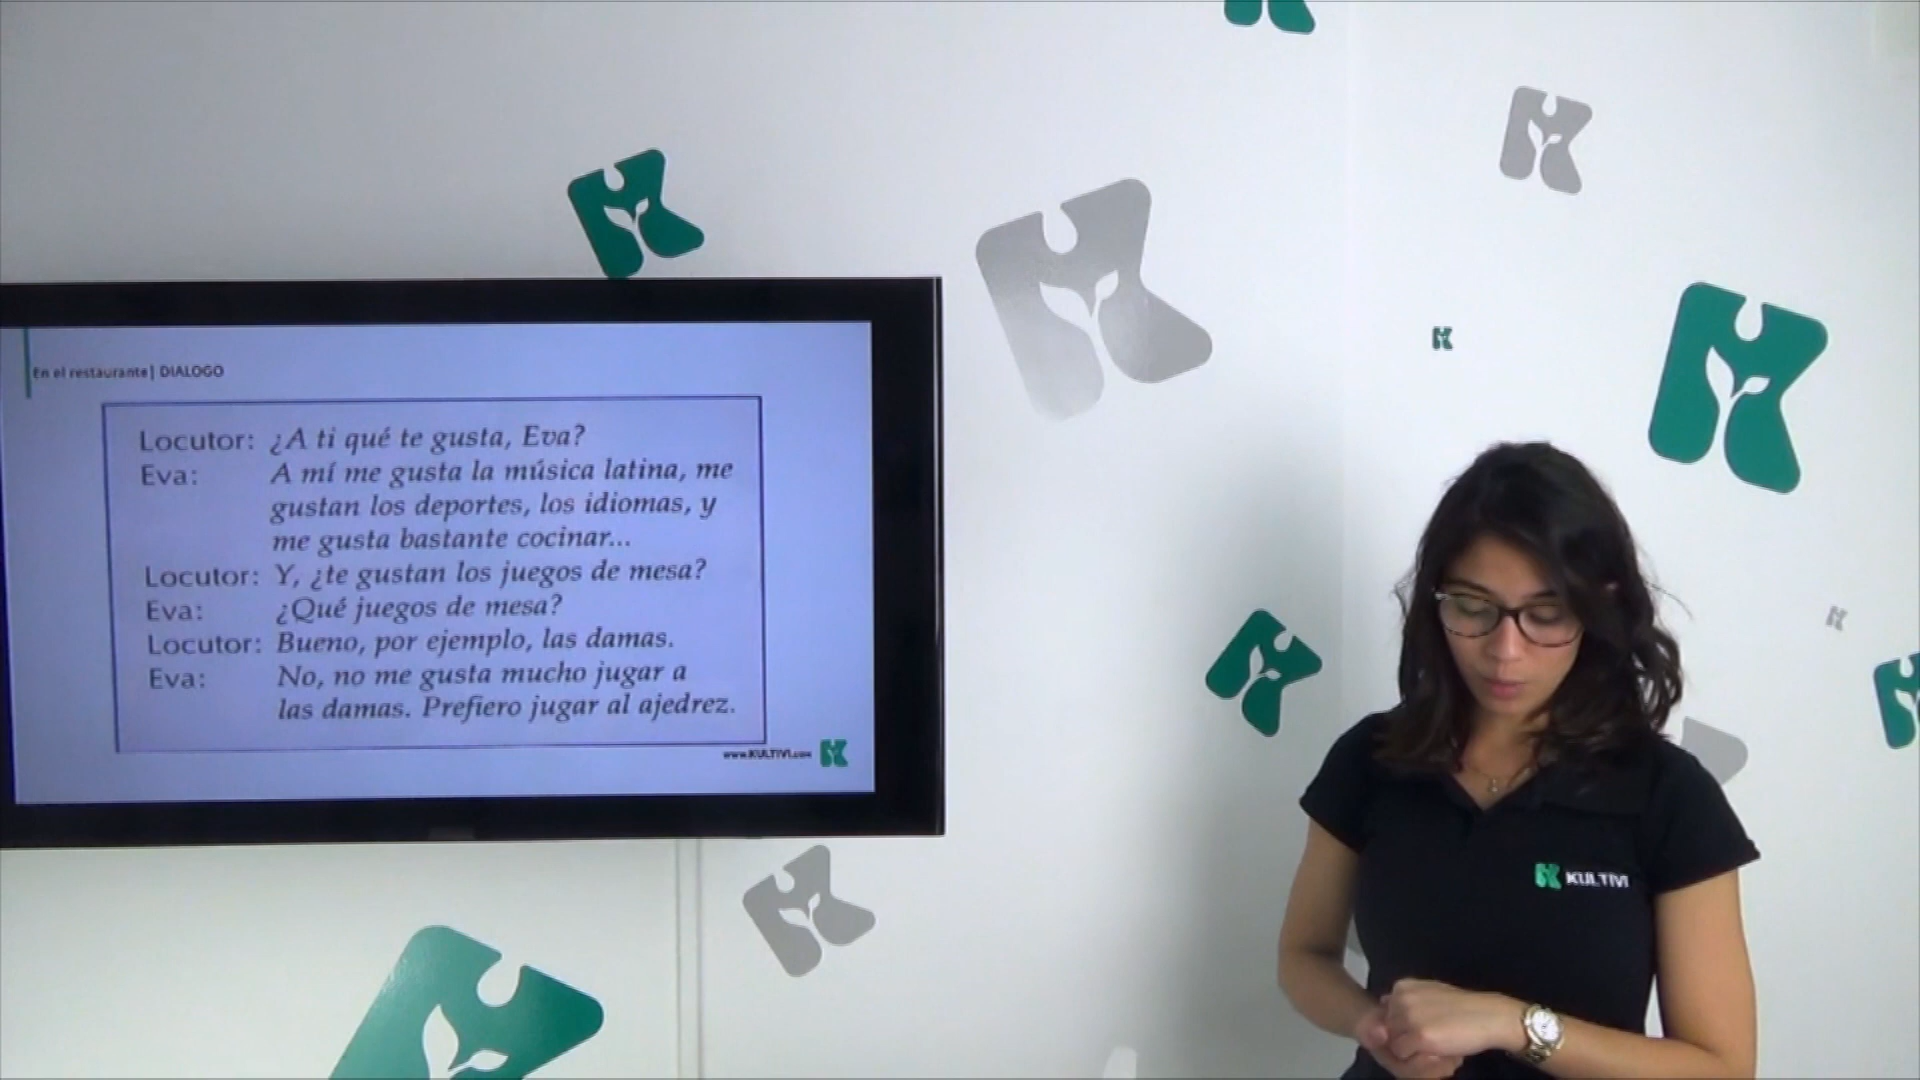 En el restaurante| DIALOGO
Locutor: ¿A ti qué te gusta, Eva?
Eva: A mí me gusta la música latina, me
gustan los deportes, los idiomas, y
me gusta bastante cocinar...
Locutor: Y, ¿te gustan los juegos de mesa?
Eva: ¿Qué juegos de mesa?
Locutor: Bueno, por ejemplo, las damas.
Eva: No, no me gusta mucho jugar a
las damas. Prefiero jugar al ajedrez.
www.KULTIVI.com
KULTIVI